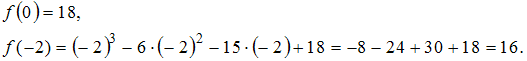 f(0) = 18,
f(−2) = (− 2)³ − 6 ·(− 2)² − 15 ·(− 2) + 18 = −8 − 24 + 30 + 18 = 16.